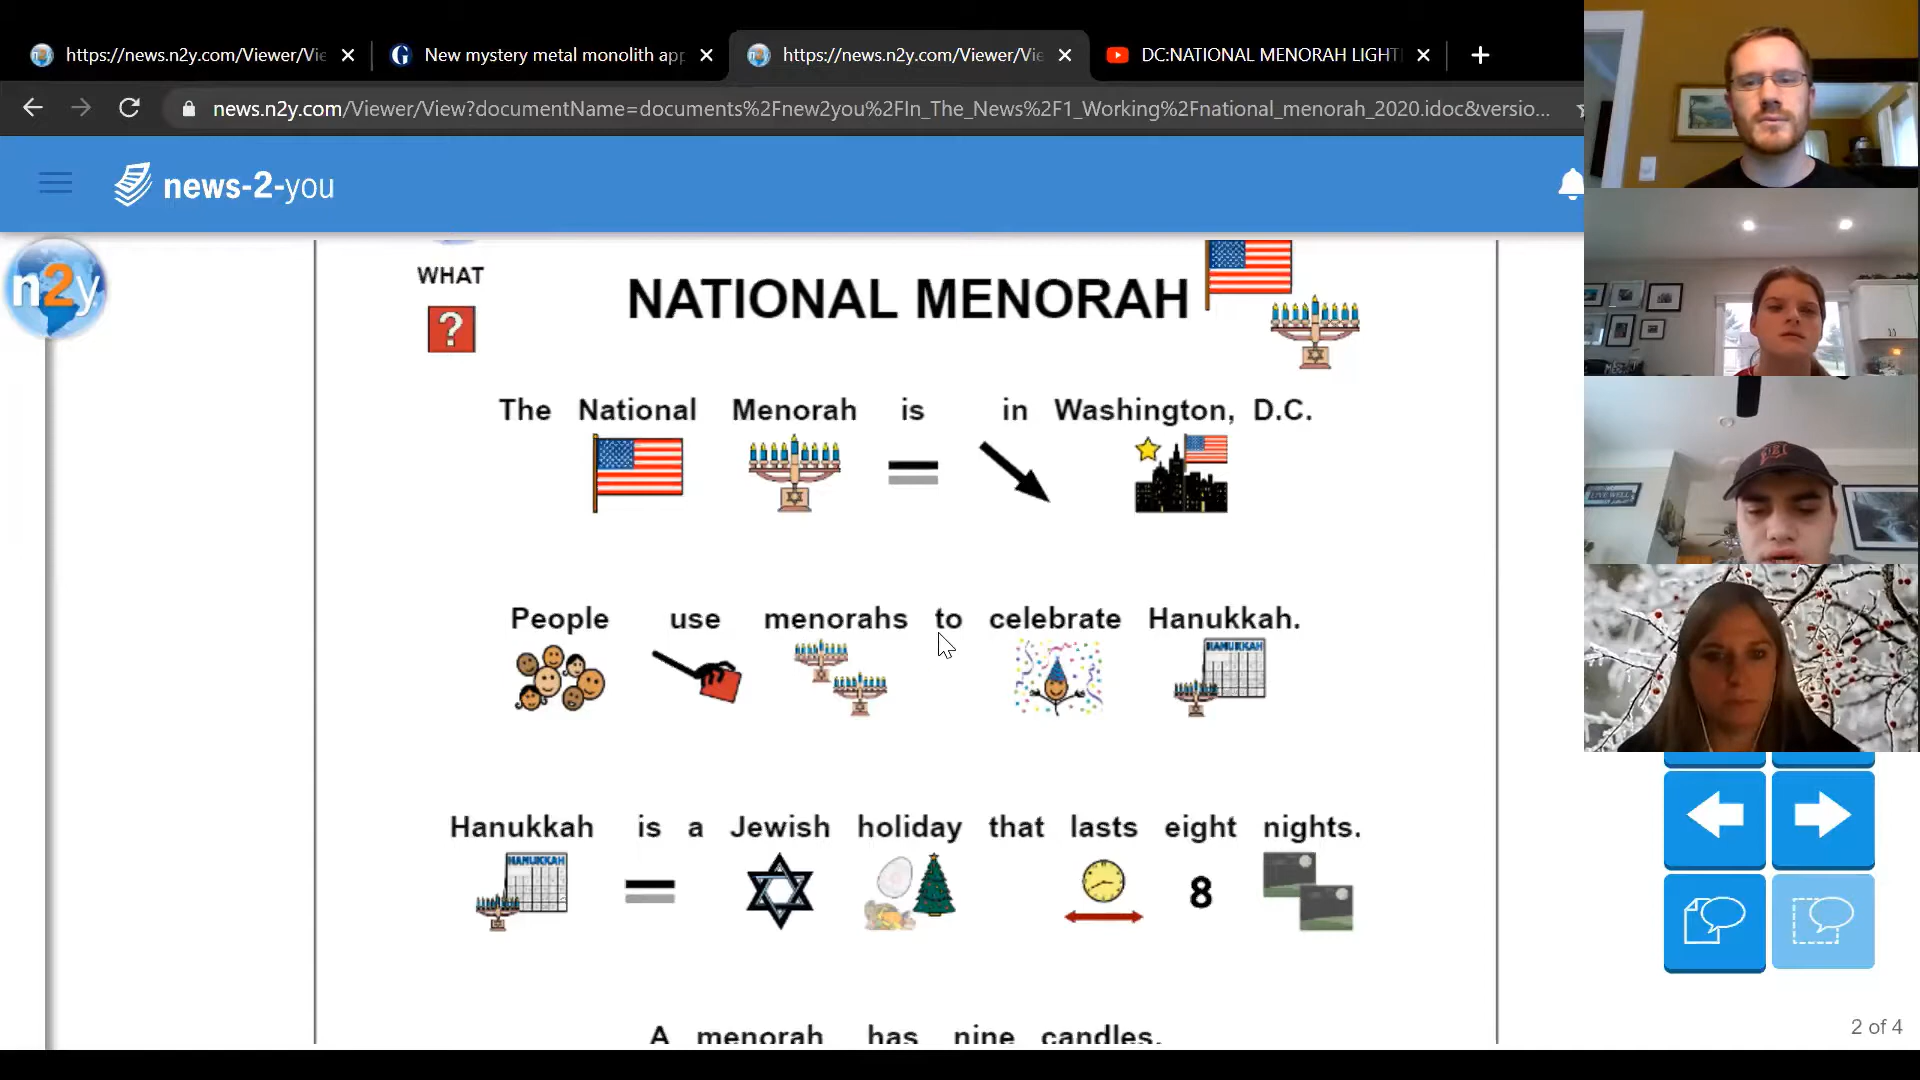 https://news.n2y.com/Viewer/Vie
New mystery metal monolith app
https://news.n2y.com/Viewer/Vie
DC:NATIONAL MENORAH LIGHT
news.n2y.com/Viewer/View?documentName=documents%2Fnew2you%2FIn_The_News%2F1_Working%2Fnational_menorah_2020.idoc&versio...
news-2-you
n2y
WHAT
?
NATIONAL MENORAH
The National Menorah is in Washington, D.C.
People use menorahs to celebrate Hanukkah.
HANUKKAH
Hanukkah is a Jewish holiday that lasts eight nights.
HANUKKAH
8
A menorah has nine candles.
2 of 4
LIVE WELL